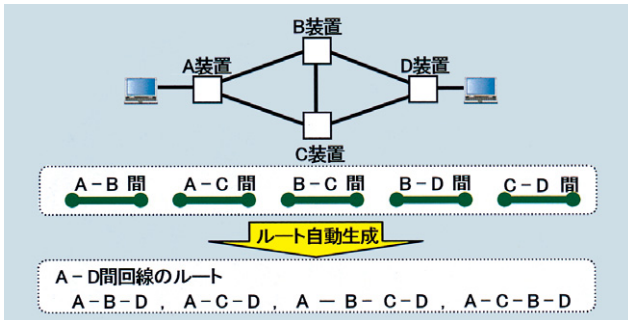 B装置
A装置
D装置
C装置
A-B 間 A-C 間 B-C 間 B-D 間 C-D 間
ルート自動生成
A-D間回線のルート
A-B-D , A-C-D , A ― B- C-D , A-C-B-D